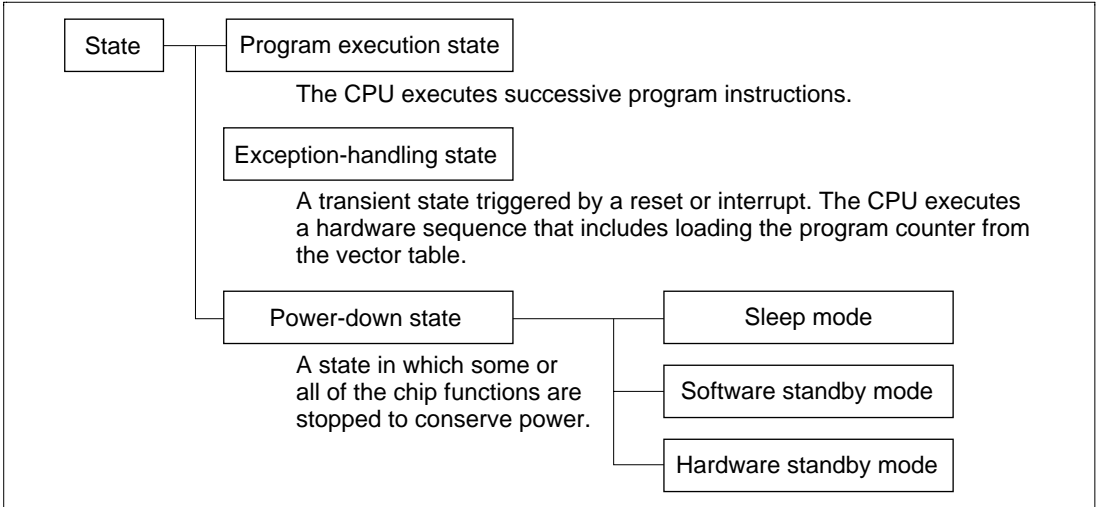 State
Program execution state
The CPU executes successive program instructions.
Exception-handling state
A transient state triggered by a reset or interrupt. The CPU executes
a hardware sequence that includes loading the program counter from
the vector table.
Power-down state
Sleep mode
A state in which some or
all of the chip functions are
stopped to conserve power.
Software standby mode
Hardware standby mode